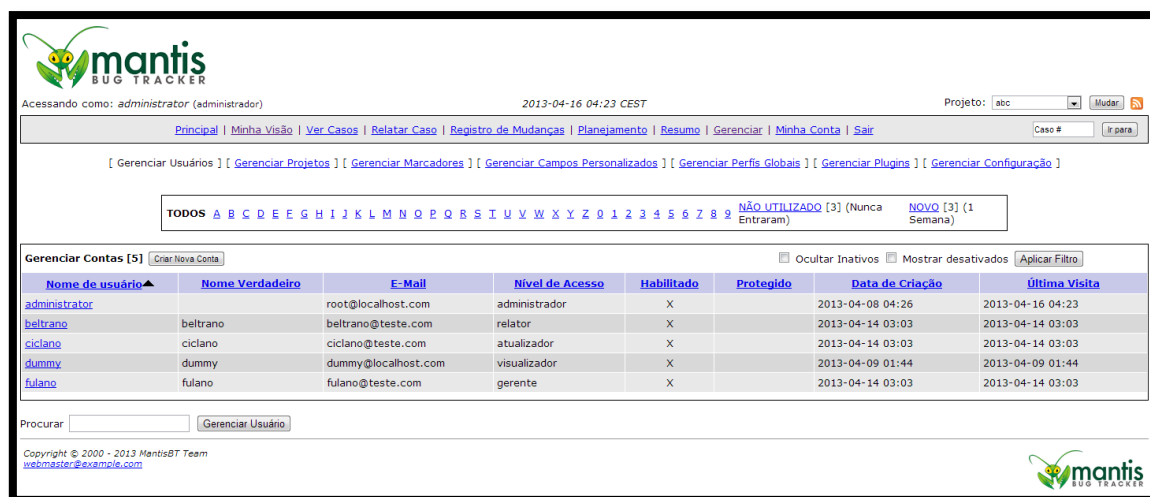 mantis
BUG TRACKER
Acessando como: administrator (administrador) 2013-04-16 04:23 CEST Projeto: abc Mudar
Principal | Minha Visão | Ver Casos | Relatar Caso | Registro de Mudanças | Planejamento | Resumo | Gerenciar | Minha Conta | Sair Caso # Ir para
[ Gerenciar Usuários ] [ Gerenciar Projetos ] [ Gerenciar Marcadores ] [ Gerenciar Campos Personalizados ] [ Gerenciar Perfís Globais ] [ Gerenciar Plugins ] [ Gerenciar Configuração ]
TODOS A B C D E F G H I J K L M N O P Q R S T U V W X Y Z 0 1 2 3 4 5 6 7 8 9 NÃO UTILIZADO [3] (Nunca Entraram) NOVO [3] (1 Semana)
Gerenciar Contas [5] Criar Nova Conta Ocultar Inativos Mostrar desativados Aplicar Filtro
Nome de usuário Nome Verdadeiro E-Mail Nível de Acesso Habilitado Protegido Data de Criação Última Visita
administrator root@localhost.com administrador X 2013-04-08 04:26 2013-04-16 04:23
beltrano beltrano beltrano@teste.com relator X 2013-04-14 03:03 2013-04-14 03:03
ciclano ciclano ciclano@teste.com atualizador X 2013-04-14 03:03 2013-04-14 03:03
dummy dummy dummy@localhost.com visualizador X 2013-04-09 01:44 2013-04-09 01:44
fulano fulano fulano@teste.com gerente X 2013-04-14 03:03 2013-04-14 03:03
Procurar Gerenciar Usuário
Copyright © 2000 - 2013 MantisBT Team
webmaster@example.com
mantis
BUG TRACKER